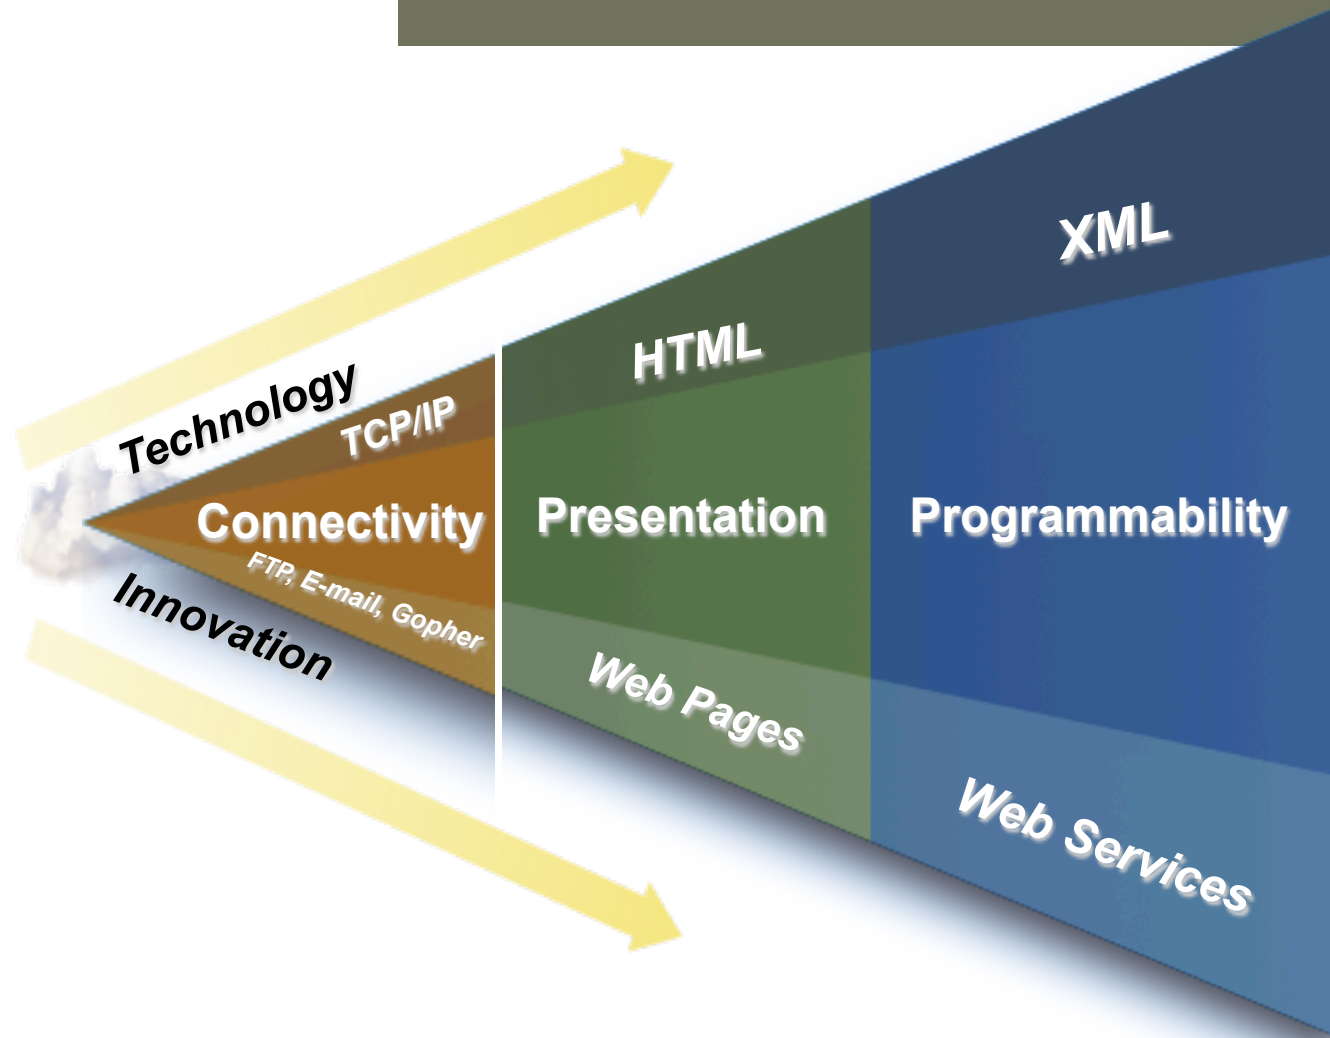 Technology
TCP/IP
HTML
XML
Connectivity
Presentation
Programmability
FTP, E-mail, Gopher
Web Pages
Web Services
Innovation